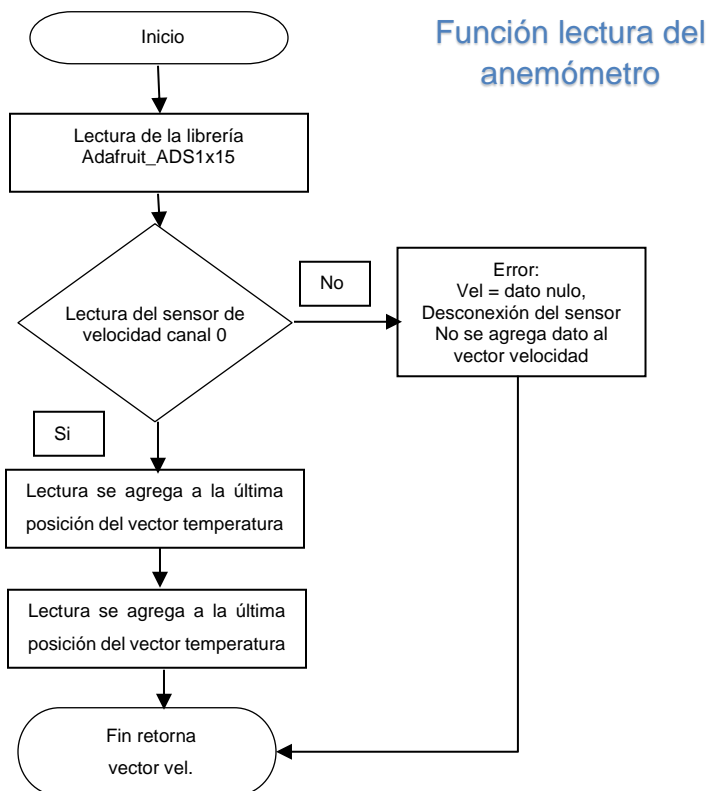 Función lectura del
anemómetro
Inicio
Lectura de la librería
Adafruit_ADS1x15
Lectura del sensor de
velocidad canal 0
No
Error:
Vel = dato nulo,
Desconexión del sensor
No se agrega dato al
vector velocidad
Si
Lectura se agrega a la última
posición del vector temperatura
Lectura se agrega a la última
posición del vector temperatura
Fin retorna
vector vel.